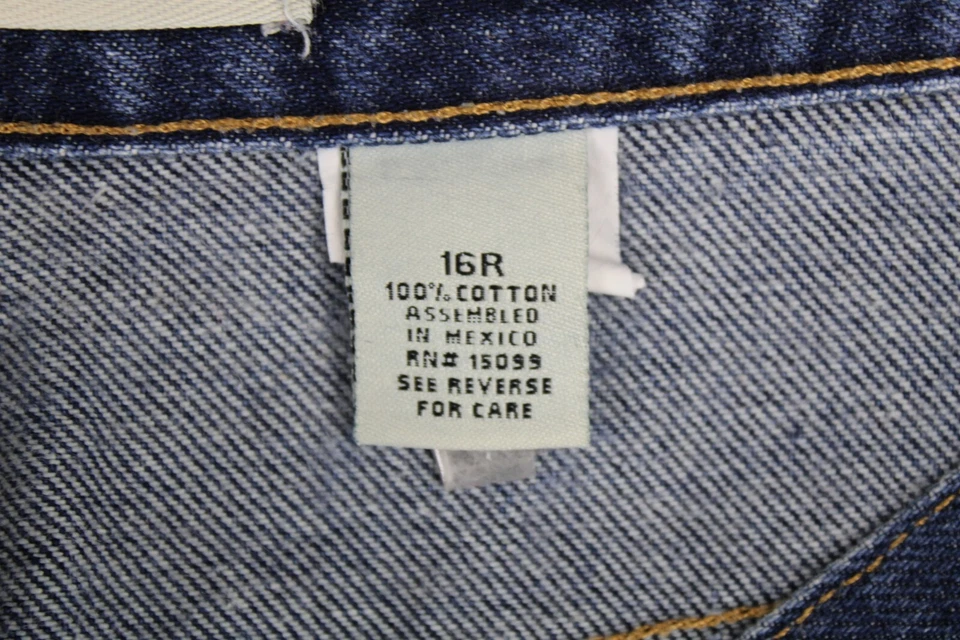 16R
100% COTTON
ASSEMBLED
IN MEXICO
RN# 15099
SEE REVERSE
FOR CARE